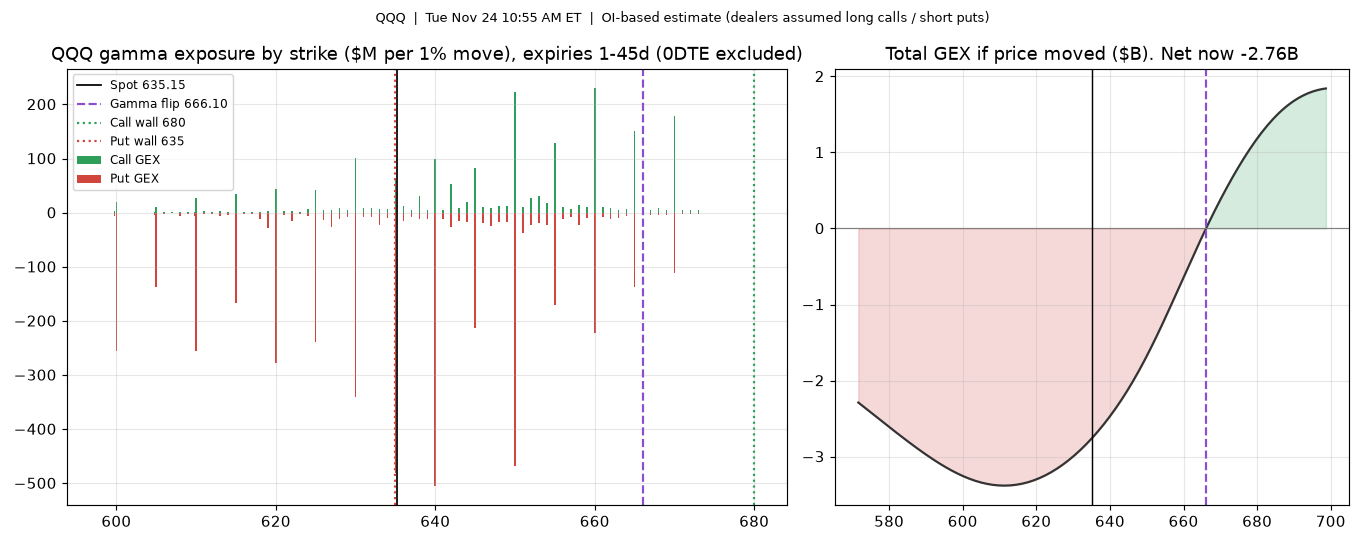 QQQ | Tue Nov 24 10:55 AM ET | OI-based estimate (dealers assumed long calls / short puts)
QQQ gamma exposure by strike ($M per 1% move), expiries 1-45d (0DTE excluded)
Spot 635.15
Gamma flip 666.10
Call wall 680
Put wall 635
Call GEX
Put GEX
200
100
0
−100
−200
−300
−400
−500
600 620 640 660 680
Total GEX if price moved ($B). Net now -2.76B
2
1
0
−1
−2
−3
580 600 620 640 660 680 700